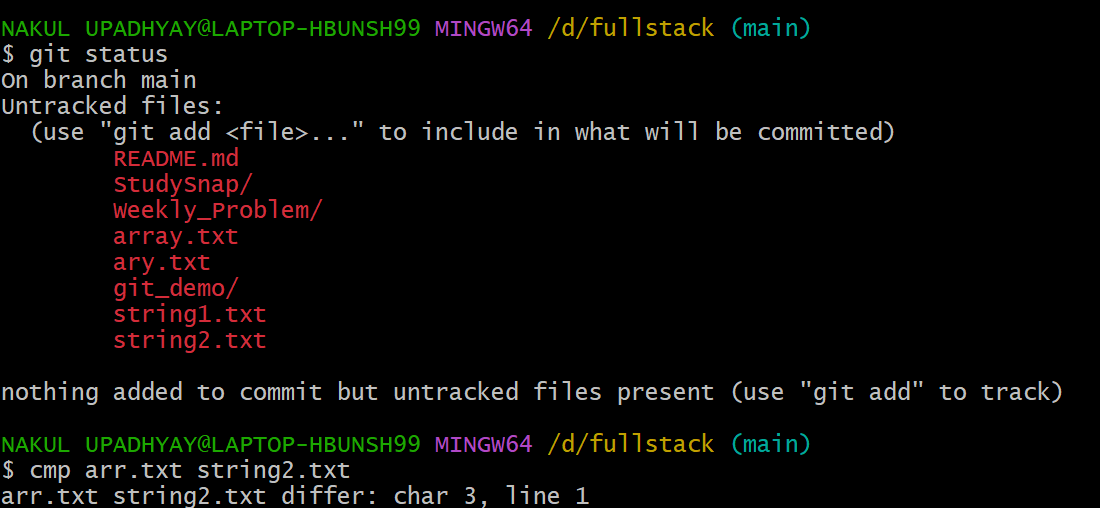 NAKUL UPADHYAY@LAPTOP-HBUNSH99 MINGW64 /d/fullstack (main)
$ git status
On branch main
Untracked files:
  (use "git add <file>..." to include in what will be committed)
        README.md
        StudySnap/
        Weekly_Problem/
        array.txt
        ary.txt
        git_demo/
        string1.txt
        string2.txt

nothing added to commit but untracked files present (use "git add" to track)

NAKUL UPADHYAY@LAPTOP-HBUNSH99 MINGW64 /d/fullstack (main)
$ cmp arr.txt string2.txt
arr.txt string2.txt differ: char 3, line 1